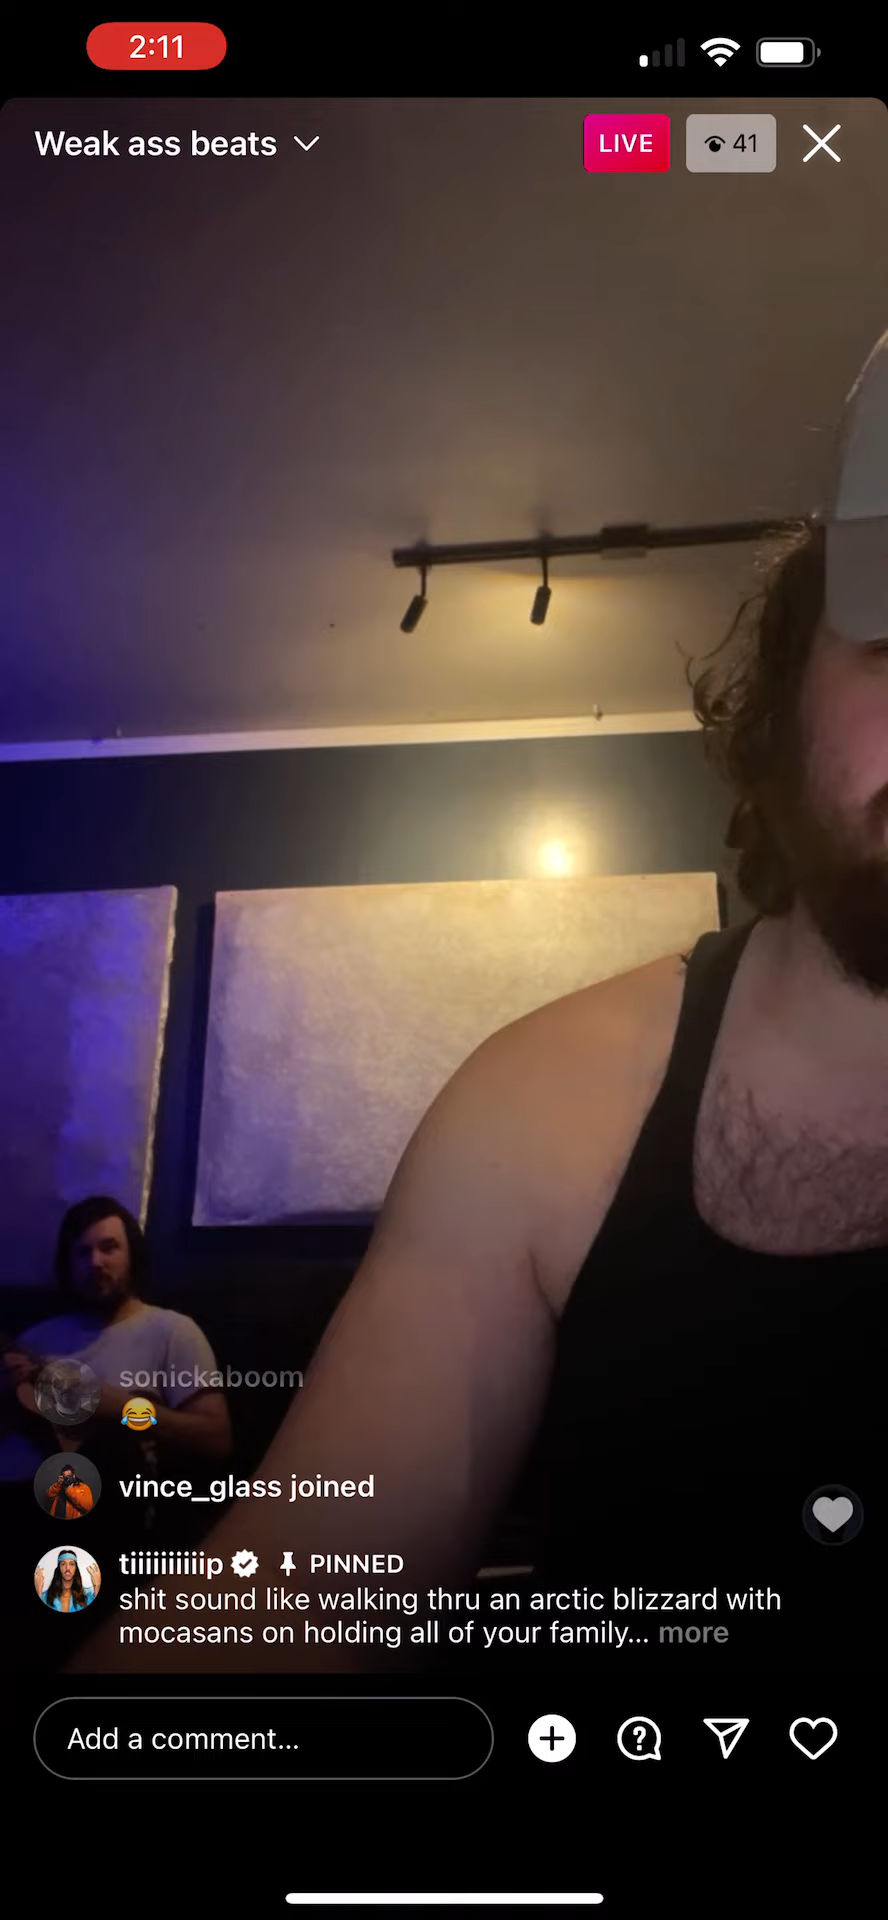 2:11
Weak ass beats
LIVE
41
sonickaboom
😂
vince_glass joined
tiiiiiiiiiip PINNED
shit sound like walking thru an arctic blizzard with
mocasans on holding all of your family... more
Add a comment...